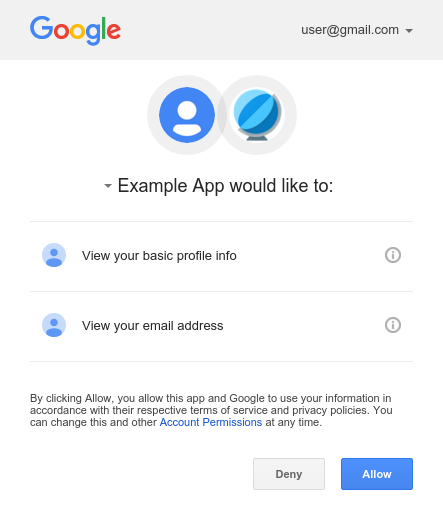 Google
user@gmail.com
Example App would like to:
View your basic profile info
View your email address
By clicking Allow, you allow this app and Google to use your information in
accordance with their respective terms of service and privacy policies. You
can change this and other Account Permissions at any time.
Deny
Allow